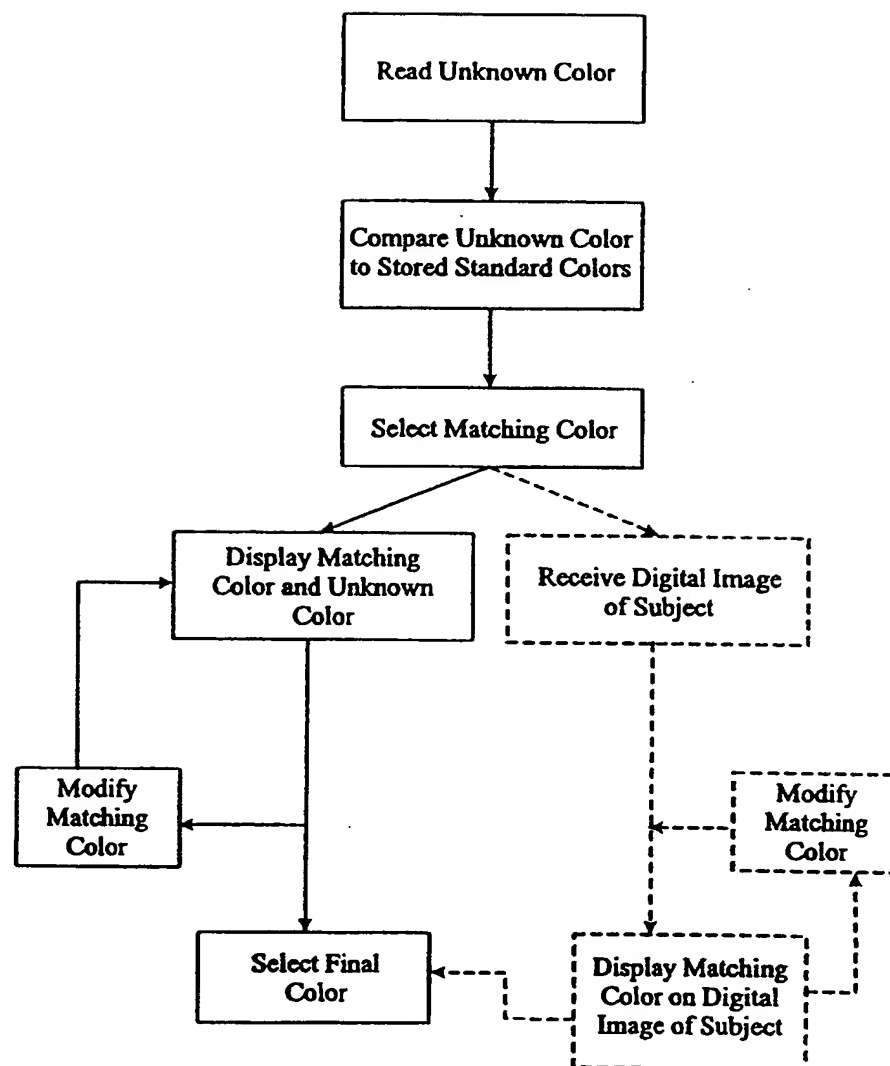 Read Unknown Color
Compare Unknown Color
to Stored Standard Colors
Select Matching Color
Display Matching
Color and Unknown
Color
Receive Digital Image
of Subject
Modify
Matching
Color
Modify
Matching
Color
Select Final
Color
Display Matching
Color on Digital
Image of Subject